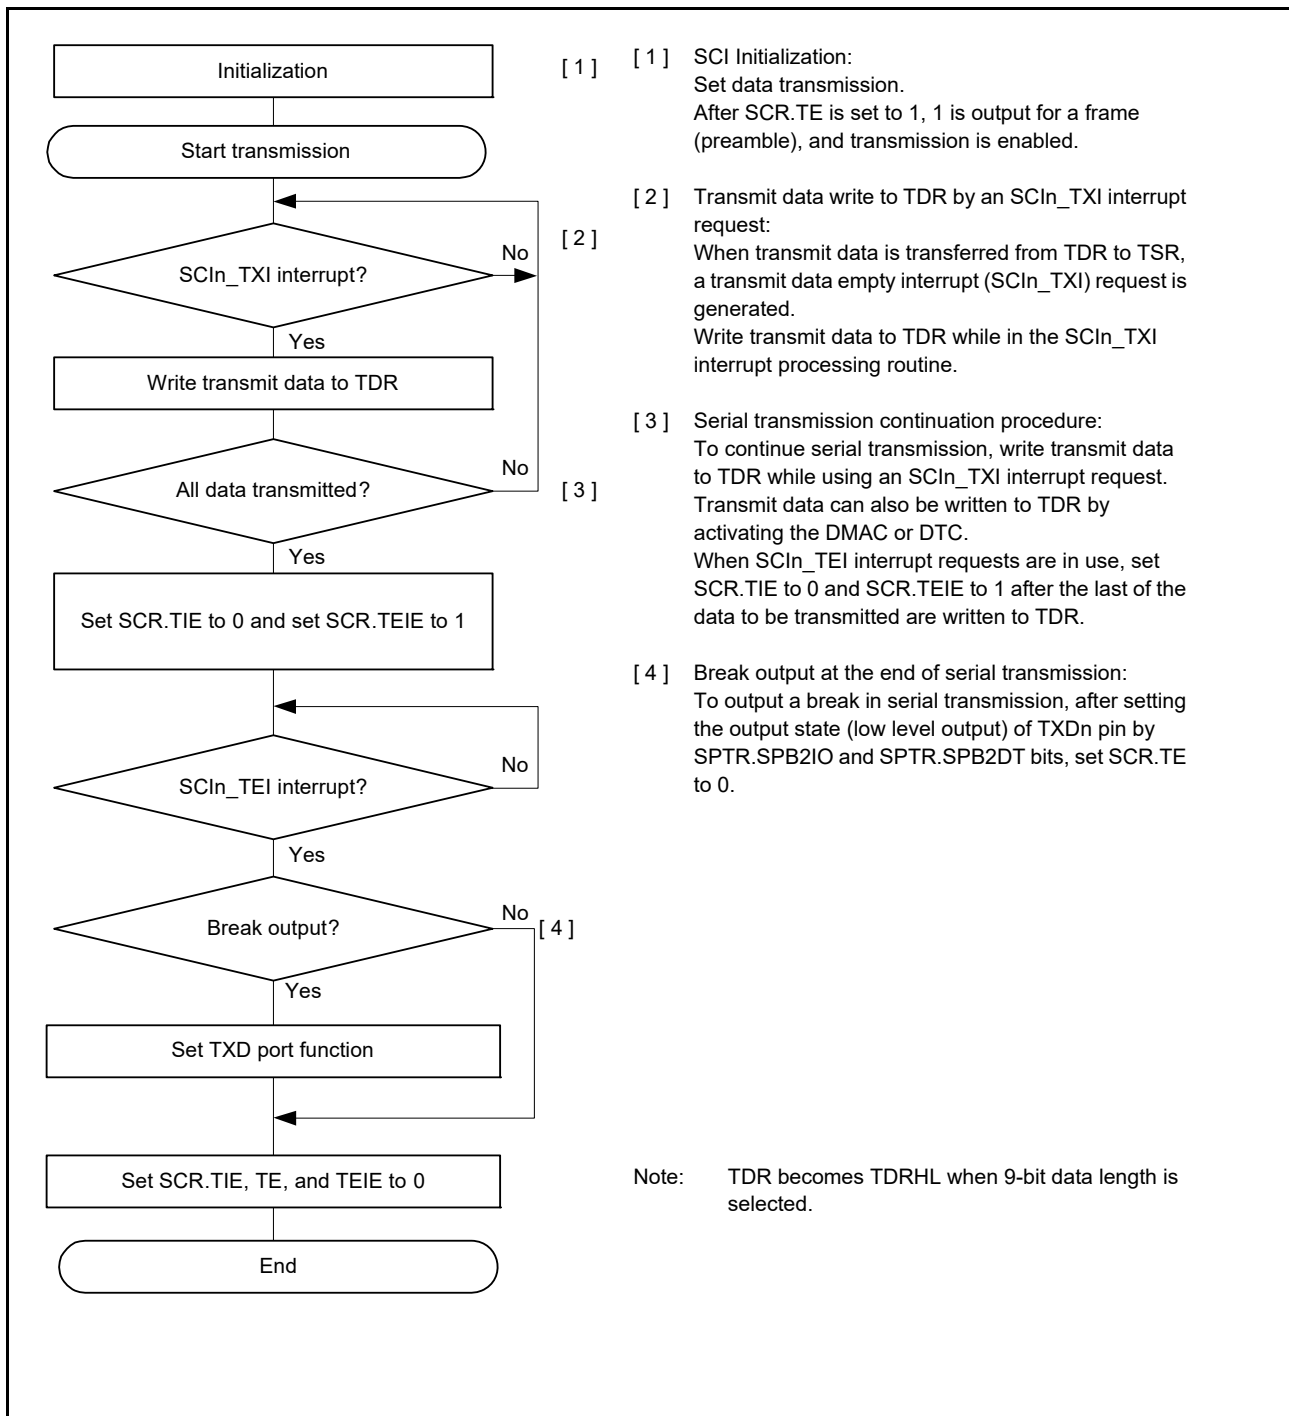 Initialization
[ 1 ]
Start transmission
[ 2 ]
SCIn_TXI interrupt?
No
Yes
Write transmit data to TDR
All data transmitted?
No
[ 3 ]
Yes
Set SCR.TIE to 0 and set SCR.TEIE to 1
SCIn_TEI interrupt?
No
Yes
Break output?
No
[ 4 ]
Yes
Set TXD port function
Set SCR.TIE, TE, and TEIE to 0
End
[ 1 ] SCI Initialization:
Set data transmission.
After SCR.TE is set to 1, 1 is output for a frame
(preamble), and transmission is enabled.
[ 2 ] Transmit data write to TDR by an SCIn_TXI interrupt
request:
When transmit data is transferred from TDR to TSR,
a transmit data empty interrupt (SCIn_TXI) request is
generated.
Write transmit data to TDR while in the SCIn_TXI
interrupt processing routine.
[ 3 ] Serial transmission continuation procedure:
To continue serial transmission, write transmit data
to TDR while using an SCIn_TXI interrupt request.
Transmit data can also be written to TDR by
activating the DMAC or DTC.
When SCIn_TEI interrupt requests are in use, set
SCR.TIE to 0 and SCR.TEIE to 1 after the last of the
data to be transmitted are written to TDR.
[ 4 ] Break output at the end of serial transmission:
To output a break in serial transmission, after setting
the output state (low level output) of TXDn pin by
SPTR.SPB2IO and SPTR.SPB2DT bits, set SCR.TE
to 0.
Note: TDR becomes TDRHL when 9-bit data length is
selected.